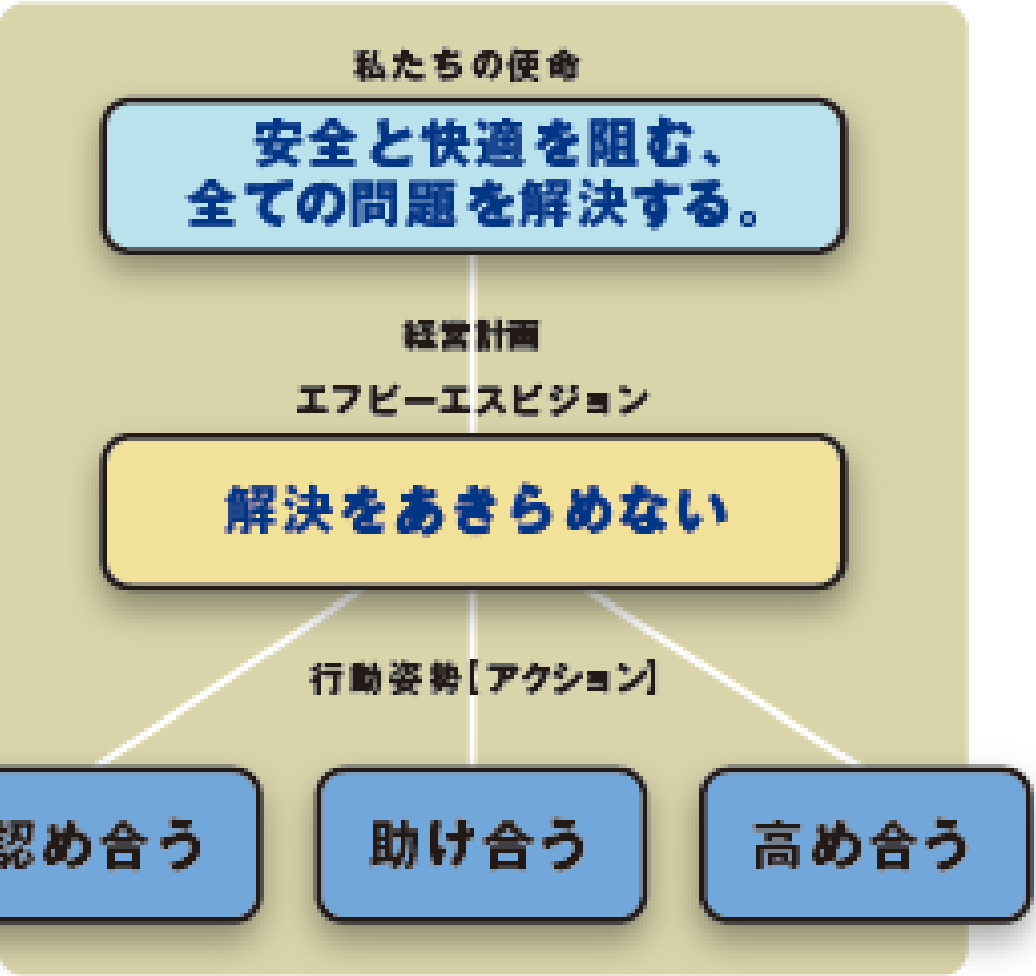 私たちの使命
安全と快適を阻む、
全ての問題を解決する。
経営計画
エフピーエスビジョン
解決をあきらめない
行動姿勢[アクション]
認め合う
助け合う
高め合う